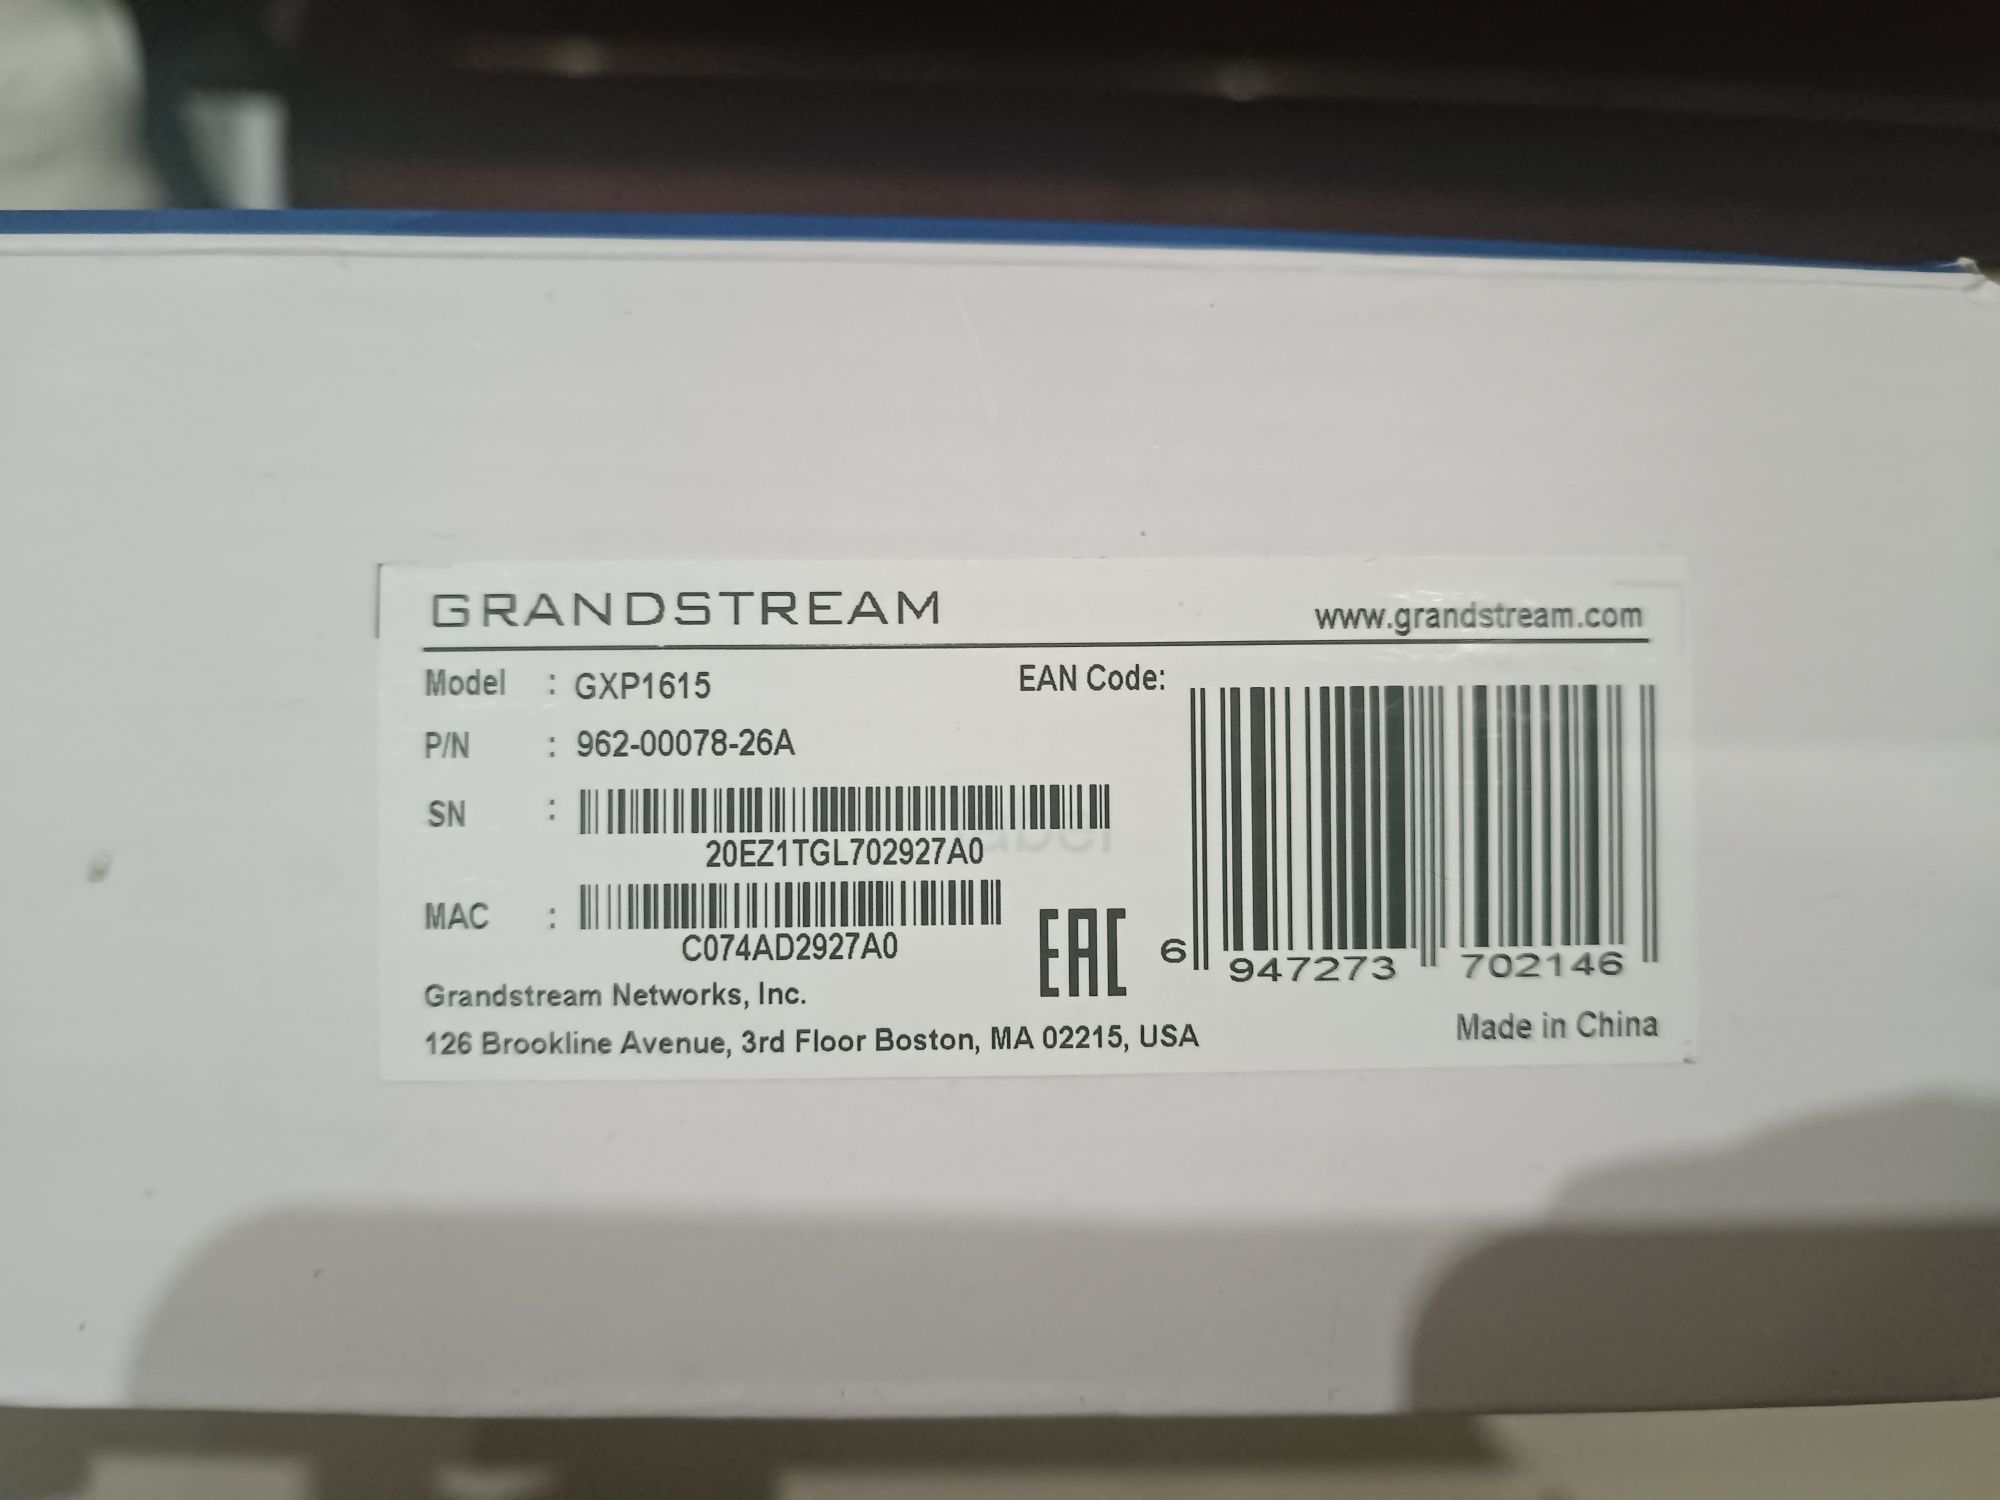 GRANDSTREAM
www.grandstream.com
Model : GXP1615
EAN Code:
P/N : 962-00078-26A
SN :
20EZ1TGL702927A0
MAC :
C074AD2927A0
EAC
6 947273 702146
Grandstream Networks, Inc.
126 Brookline Avenue, 3rd Floor Boston, MA 02215, USA
Made in China